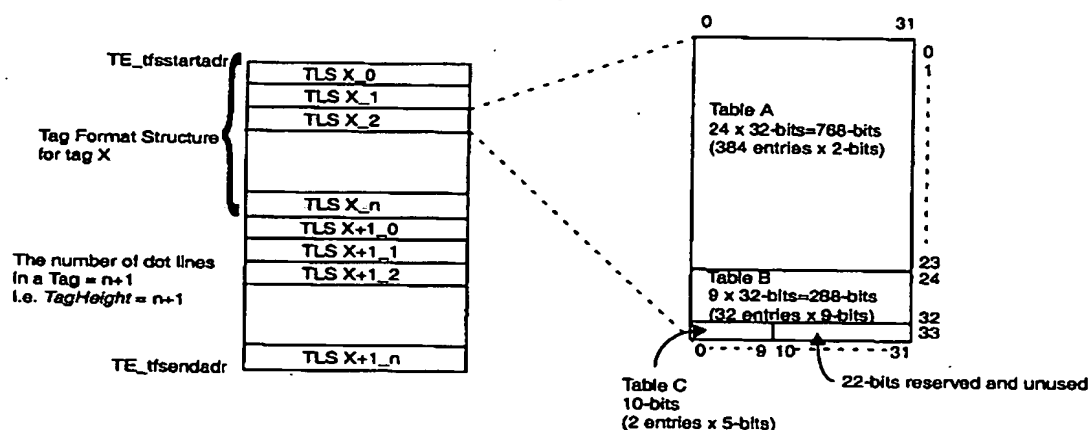 TE_tfsstartadr
TLS X_0
TLS X_1
TLS X_2
Tag Format Structure
for tag X
TLS X_n
TLS X+1_0
TLS X+1_1
TLS X+1_2
The number of dot lines
in a Tag = n+1
i.e. TagHeight = n+1
TLS X+1_n
TE_tfsendadr
0 31
0
1
Table A
24 x 32-bits=768-bits
(384 entries x 2-bits)
23
24
Table B
9 x 32-bits=288-bits
(32 entries x 9-bits)
32
33
0 9 10 31
Table C
10-bits
(2 entries x 5-bits)
22-bits reserved and unused